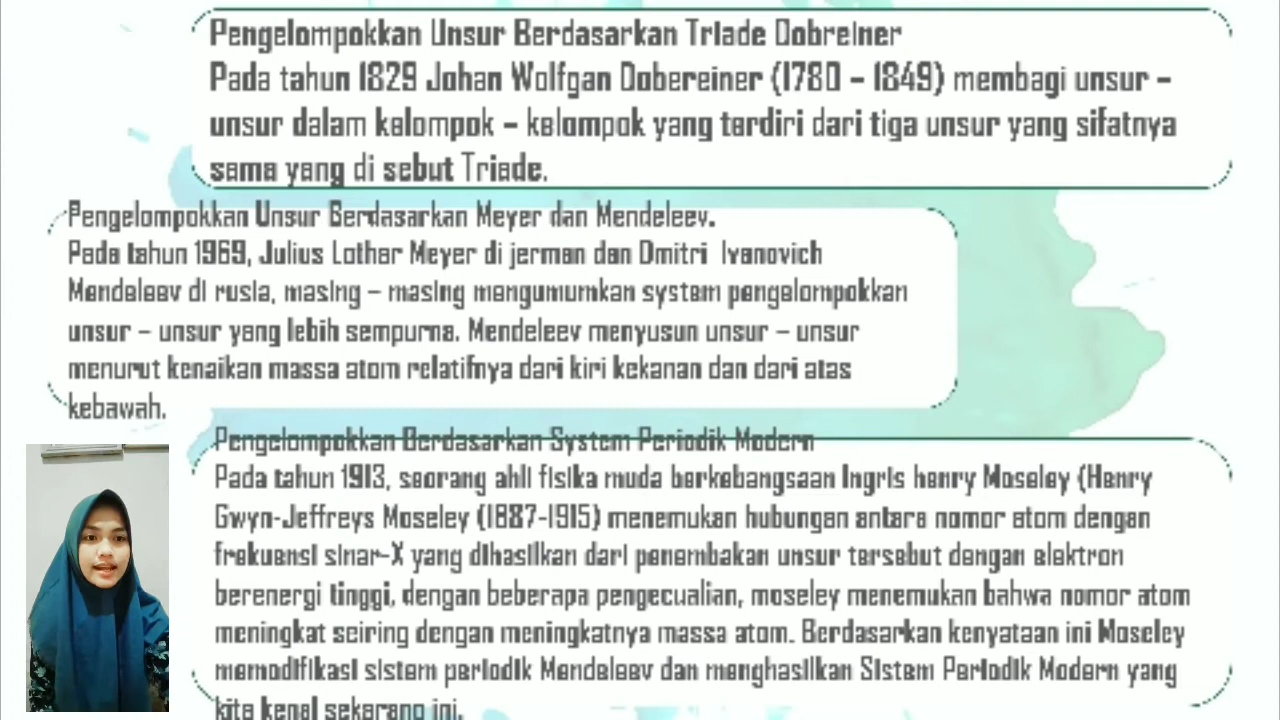 Pengelompokkan Unsur Berdasarkan Triade Dobreiner
Pada tahun 1829 Johan Wolfgan Dobereiner (1780 – 1849) membagi unsur –
unsur dalam kelompok – kelompok yang terdiri dari tiga unsur yang sifatnya
sama yang di sebut Triade.
Pengelompokkan Unsur Berdasarkan Meyer dan Mendeleev.
Pada tahun 1969, Julius Lothar Meyer di jerman dan Dmitri Ivanovich
Mendeleev di rusia, masing – masing mengumumkan system pengelompokkan
unsur – unsur yang lebih sempurna. Mendeleev menyusun unsur – unsur
menurut kenaikan massa atom relatifnya dari kiri kekanan dan dari atas
kebawah.
Pengelompokkan Berdasarkan System Periodik Modern
Pada tahun 1913, seorang ahli fisika muda berkebangsaan Ingris henry Moseley (Henry
Gwyn-Jeffreys Moseley (1887-1915) menemukan hubungan antara nomor atom dengan
frekuensi sinar-X yang dihasilkan dari penembakan unsur tersebut dengan elektron
berenergi tinggi, dengan beberapa pengecualian, moseley menemukan bahwa nomor atom
meningkat seiring dengan meningkatnya massa atom. Berdasarkan kenyataan ini Moseley
memodifikasi sistem periodik Mendeleev dan menghasilkan Sistem Periodik Modern yang
kita kenal sekarang ini.